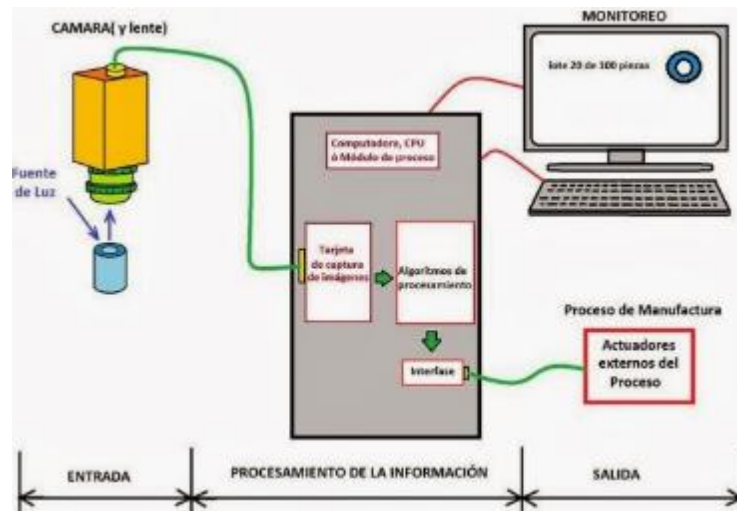 CAMARA( y lente)
MONITOREO
lote 20 de 100 piezas
Fuente
de Luz
Computadora, CPU
ó Módulo de proceso
Tarjeta
de captura
de imágenes
Algoritmos de
procesamiento
Interfase
Proceso de Manufactura
Actuadores
externos del
Proceso
ENTRADA
PROCESAMIENTO DE LA INFORMACIÓN
SALIDA